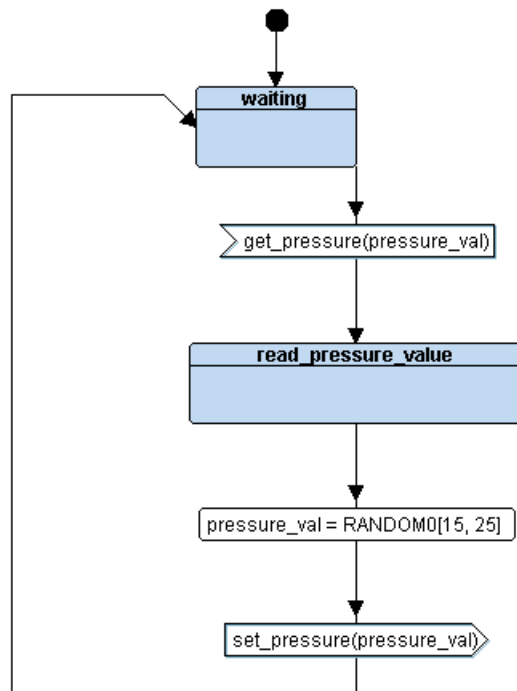 waiting
get_pressure(pressure_val)
read_pressure_value
pressure_val = RANDOM0[15, 25]
set_pressure(pressure_val)